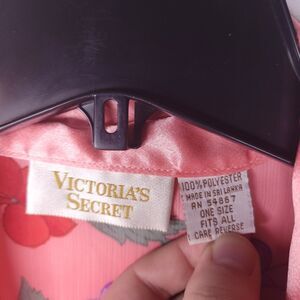 VICTORIA'S
SECRET
100% POLYESTER
MADE IN SRI LANKA
RN 54867
ONE SIZE
FITS ALL
CARE REVERSE